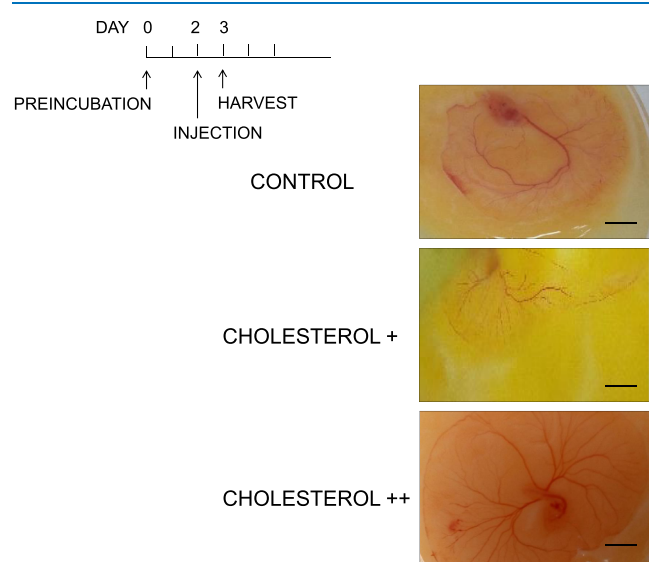 DAY 0 2 3
PREINCUBATION
HARVEST
INJECTION
CONTROL
CHOLESTEROL +
CHOLESTEROL ++